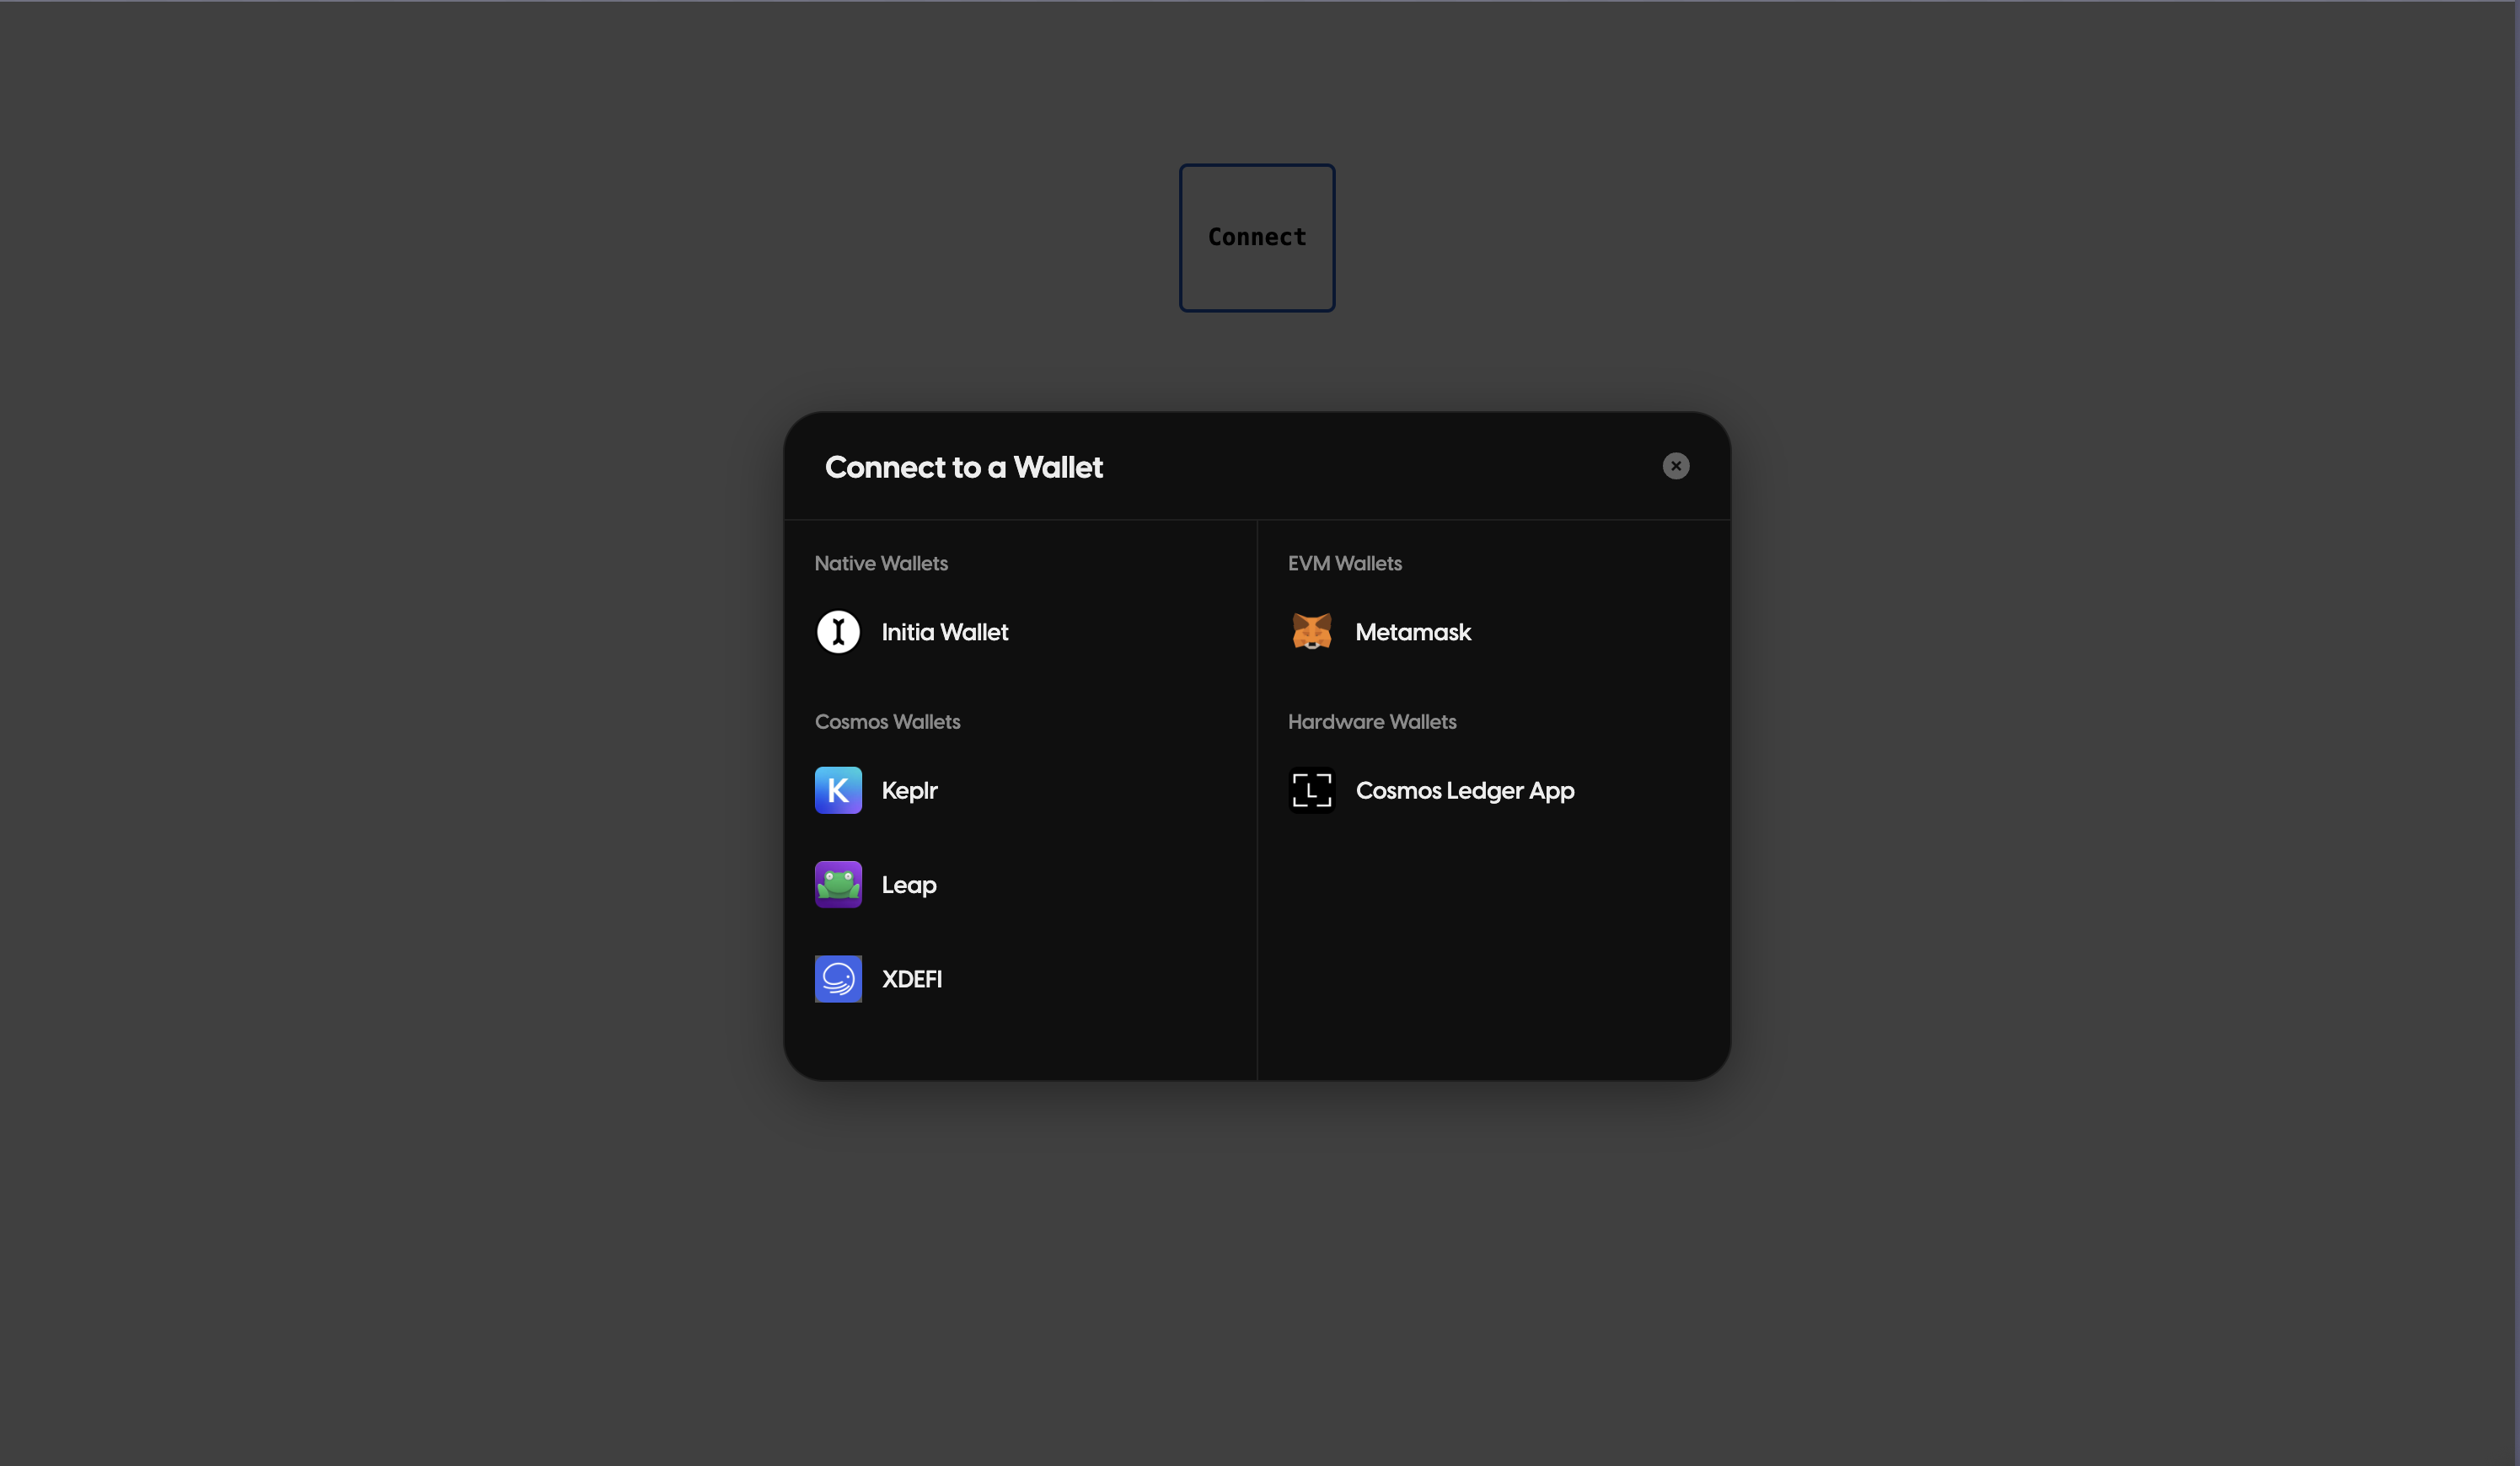 Connect
Connect to a Wallet
Native Wallets
Initia Wallet
Cosmos Wallets
K
Keplr
Leap
XDEFI
EVM Wallets
Metamask
Hardware Wallets
L
Cosmos Ledger App